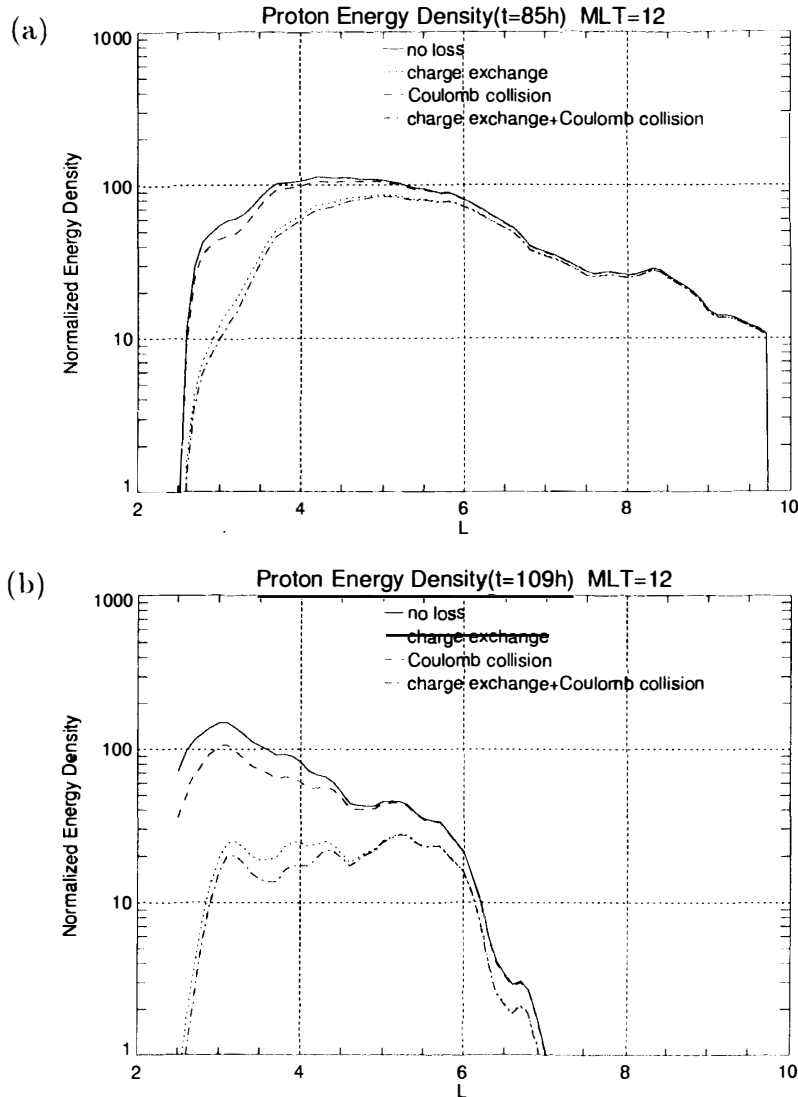 (a)
Proton Energy Density(t=85h) MLT=12
1000
100
10
1
Normalized Energy Density
no loss
charge exchange
Coulomb collision
charge exchange+Coulomb collision
2
4
6
8
10
L
(b)
Proton Energy Density(t=109h) MLT=12
1000
100
10
1
Normalized Energy Density
no loss
charge exchange
Coulomb collision
charge exchange+Coulomb collision
2
4
6
8
10
L